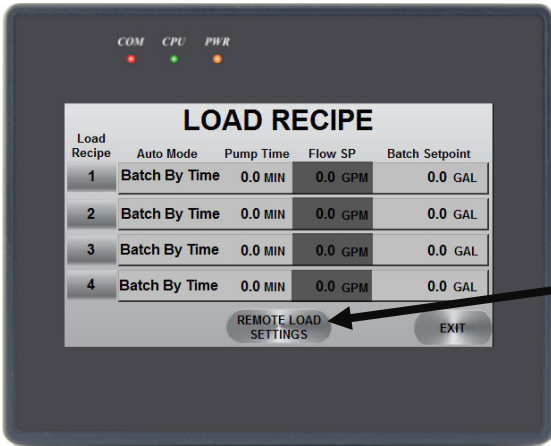 COM CPU PWR
LOAD RECIPE
Load
Recipe Auto Mode Pump Time Flow SP Batch Setpoint
1 Batch By Time 0.0 MIN 0.0 GPM 0.0 GAL
2 Batch By Time 0.0 MIN 0.0 GPM 0.0 GAL
3 Batch By Time 0.0 MIN 0.0 GPM 0.0 GAL
4 Batch By Time 0.0 MIN 0.0 GPM 0.0 GAL
REMOTE LOAD
SETTINGS
EXIT